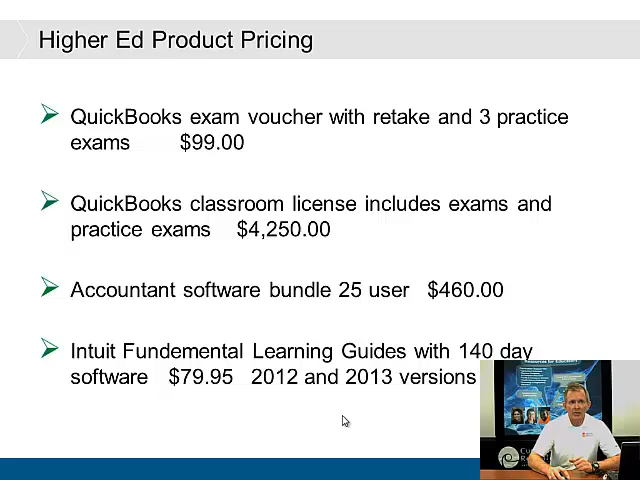 Higher Ed Product Pricing
QuickBooks exam voucher with retake and 3 practice
exams $99.00
QuickBooks classroom license includes exams and
practice exams $4,250.00
Accountant software bundle 25 user $460.00
Intuit Fundemental Learning Guides with 140 day
software $79.95 2012 and 2013 versions